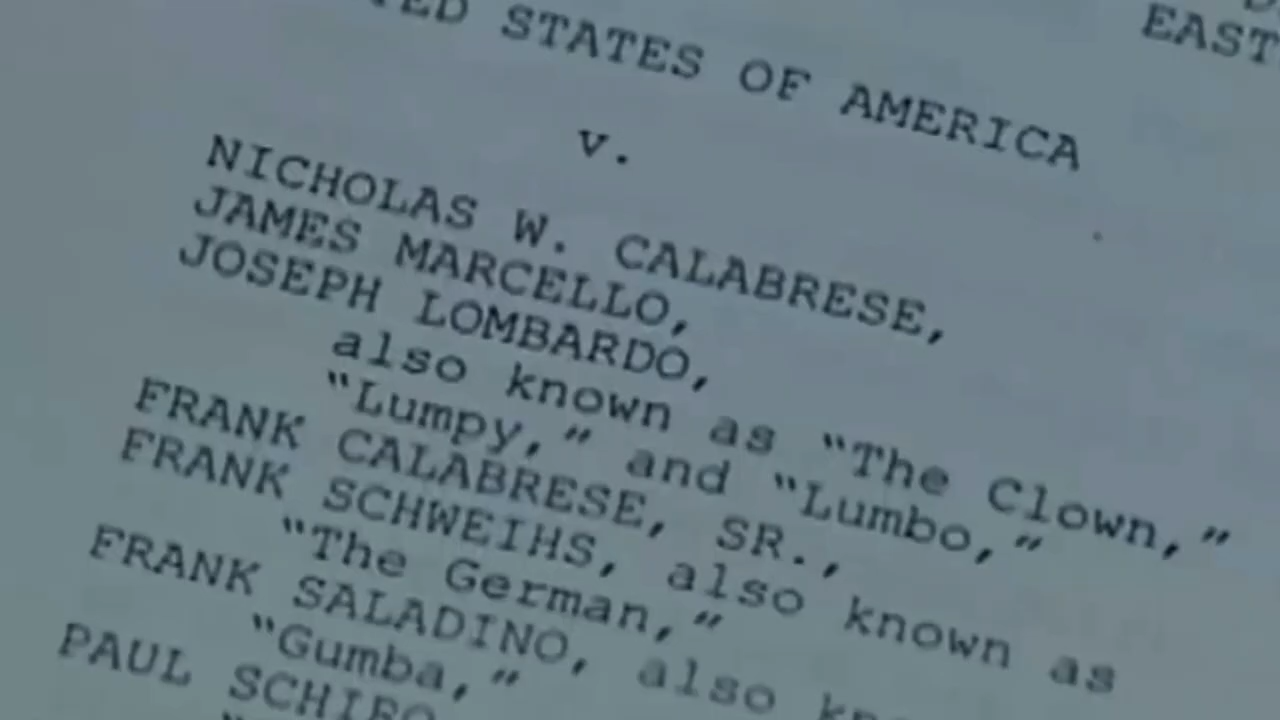 STATES OF AMERICA
EAST
v.
NICHOLAS W. CALABRESE,
JAMES MARCELLO,
JOSEPH LOMBARDO,
also known as "The Clown,"
"Lumpy," and "Lumbo,"
FRANK CALABRESE, SR.,
FRANK SCHWEIHS, also known as
"The German,"
FRANK SALADINO, also
"Gumba,"
PAUL